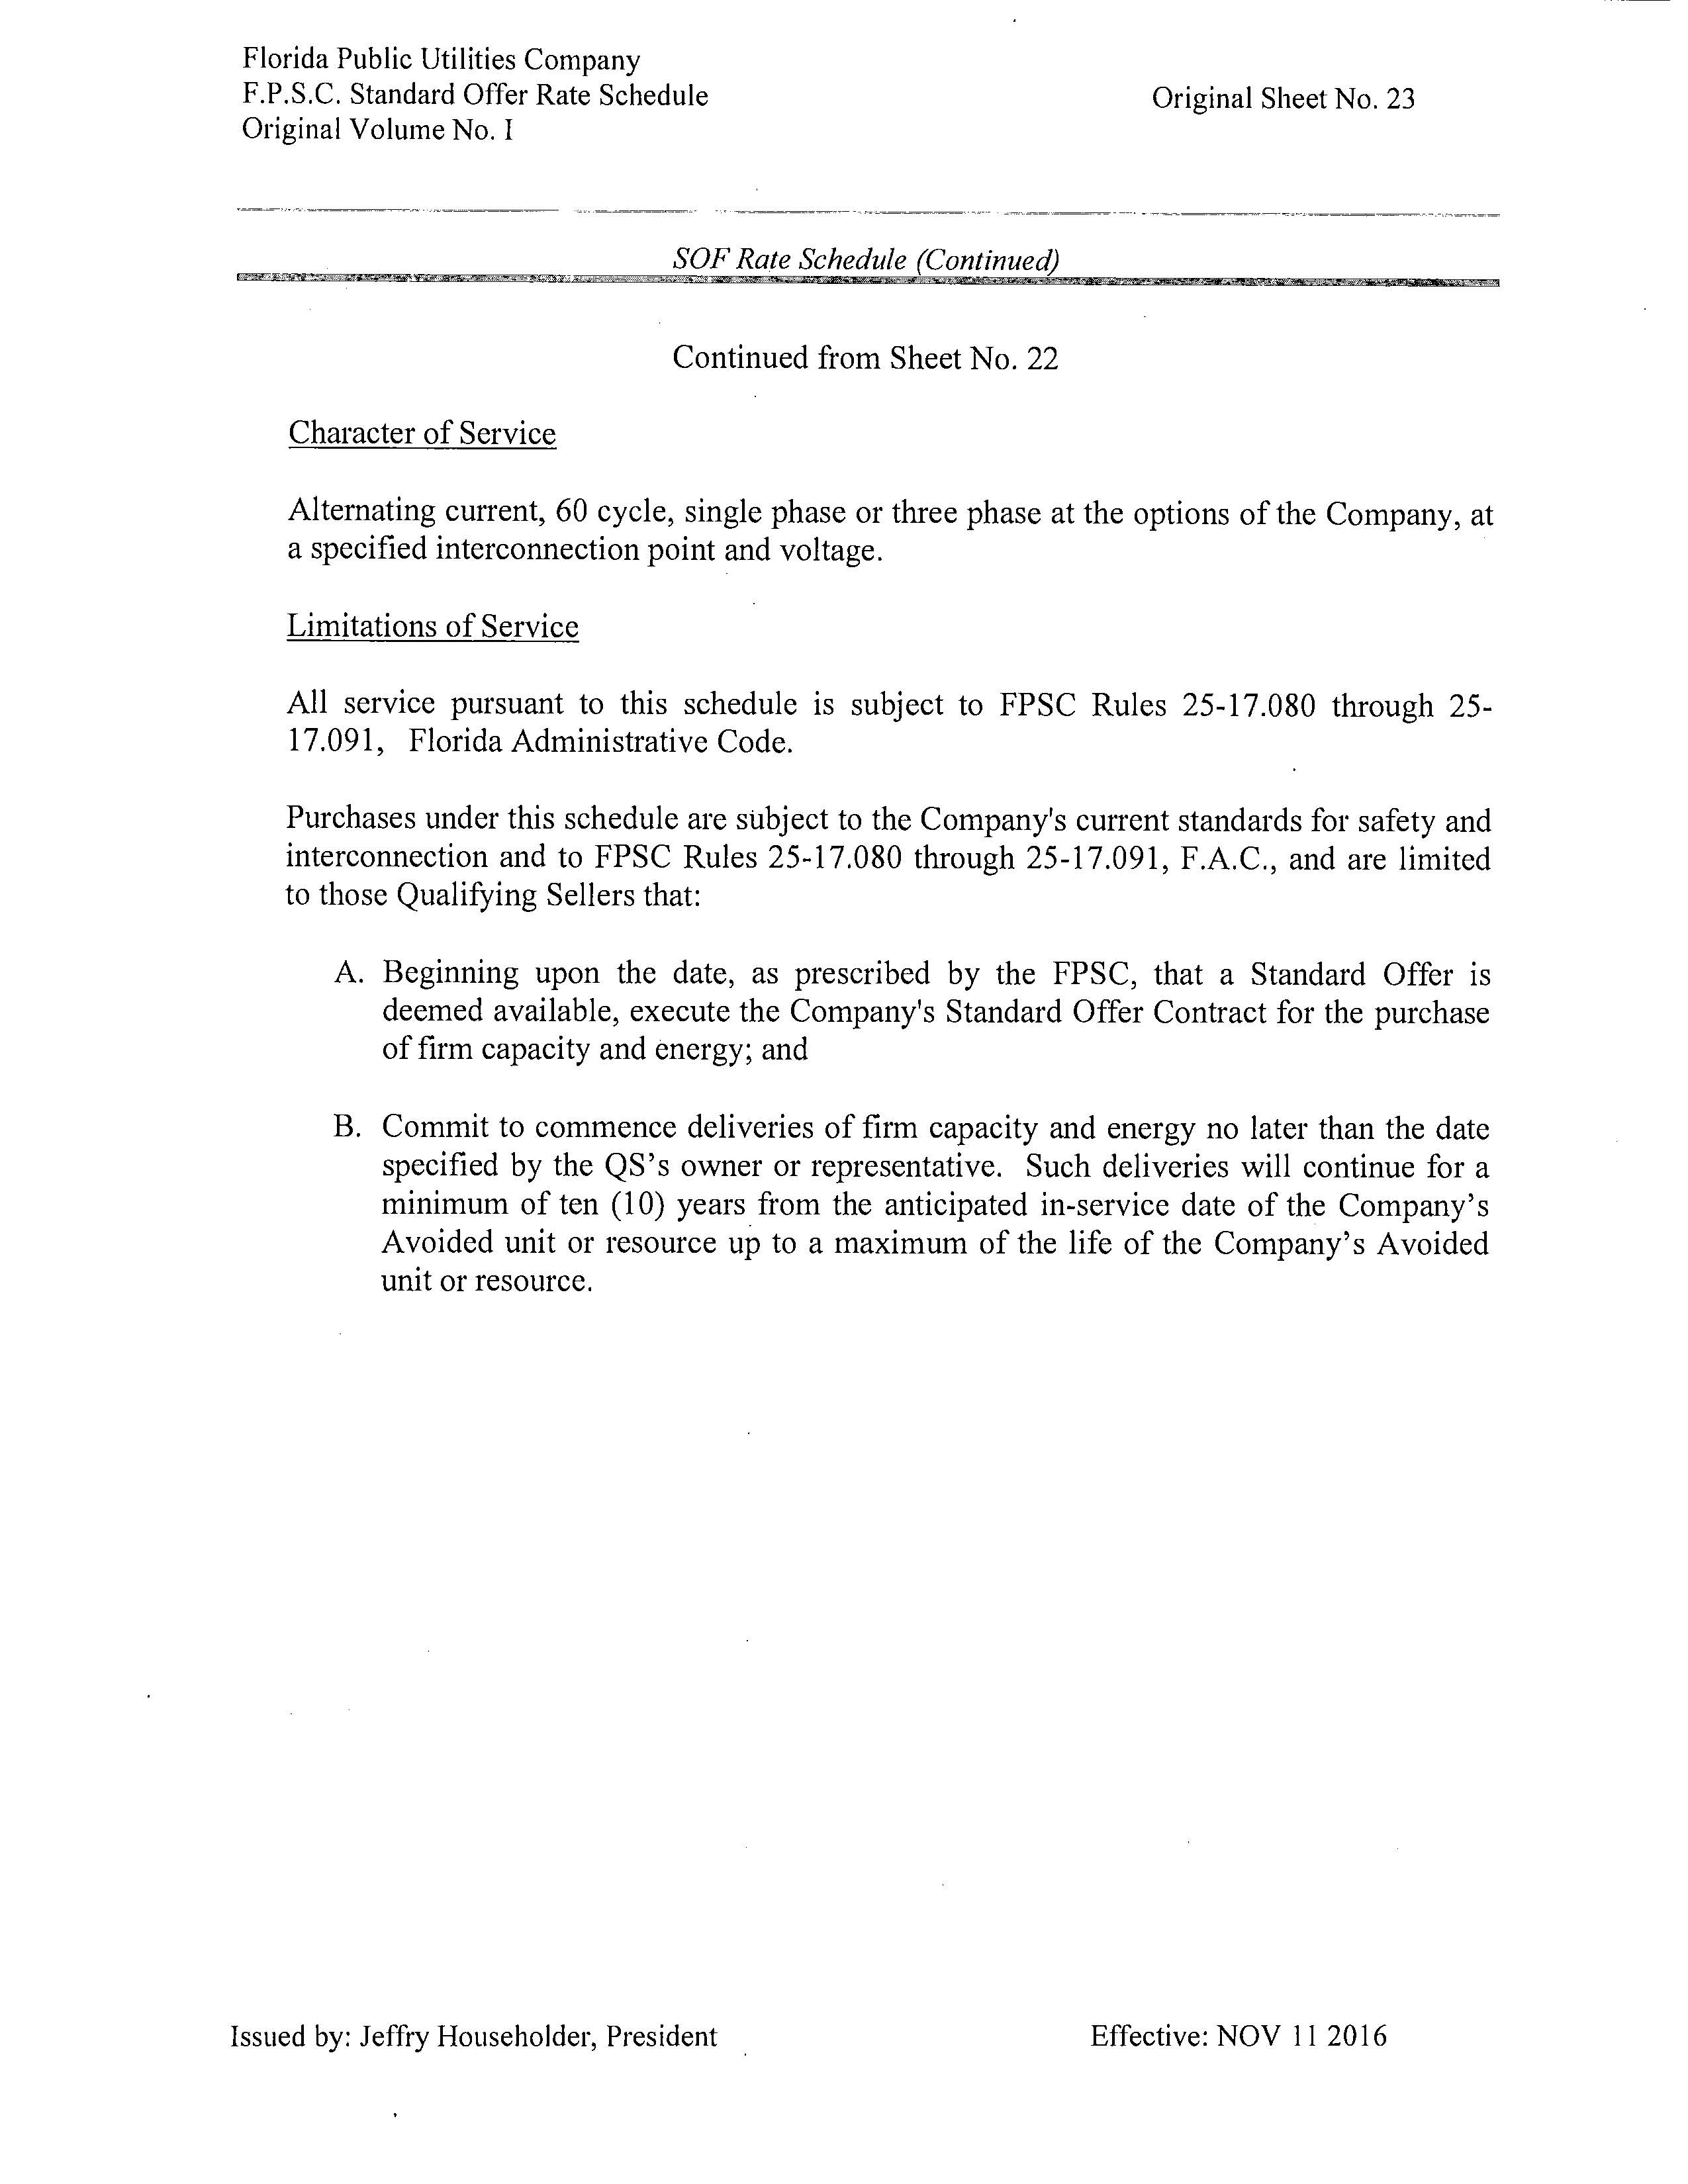 Florida Public Utilities Company
F.P.S.C. Standard Offer Rate Schedule
Original Sheet No. 23
Original Volume No. I
SOF Rate Schedule (Continued)
Continued from Sheet No. 22
Character of Service
Alternating current, 60 cycle, single phase or three phase at the options of the Company, at
a specified interconnection point and voltage.
Limitations of Service
All service pursuant to this schedule is subject to FPSC Rules 25-17.080 through 25-
17.091, Florida Administrative Code.
Purchases under this schedule are subject to the Company's current standards for safety and
interconnection and to FPSC Rules 25-17.080 through 25-17.091, F.A.C., and are limited
to those Qualifying Sellers that:
A. Beginning upon the date, as prescribed by the FPSC, that a Standard Offer is
deemed available, execute the Company's Standard Offer Contract for the purchase
of firm capacity and energy; and
B. Commit to commence deliveries of firm capacity and energy no later than the date
specified by the QS’s owner or representative. Such deliveries will continue for a
minimum of ten (10) years from the anticipated in-service date of the Company’s
Avoided unit or resource up to a maximum of the life of the Company’s Avoided
unit or resource.
Issued by: Jeffry Householder, President
Effective: NOV 11 2016